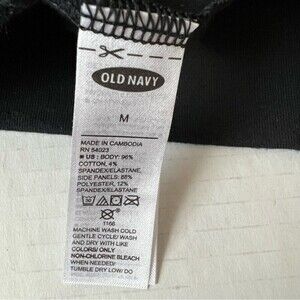 OLD NAVY
M
MADE IN CAMBODIA
RN 54023
US : BODY: 96%
COTTON, 4%
SPANDEX/ELASTANE,
SIDE PANELS: 88%
POLYESTER, 12%
SPANDEX/ELASTANE
1166
MACHINE WASH COLD
GENTLE CYCLE/ WASH
AND DRY WITH LIKE
COLORS/ ONLY
NON-CHLORINE BLEACH
WHEN NEEDED/
TUMBLE DRY LOW/ DO